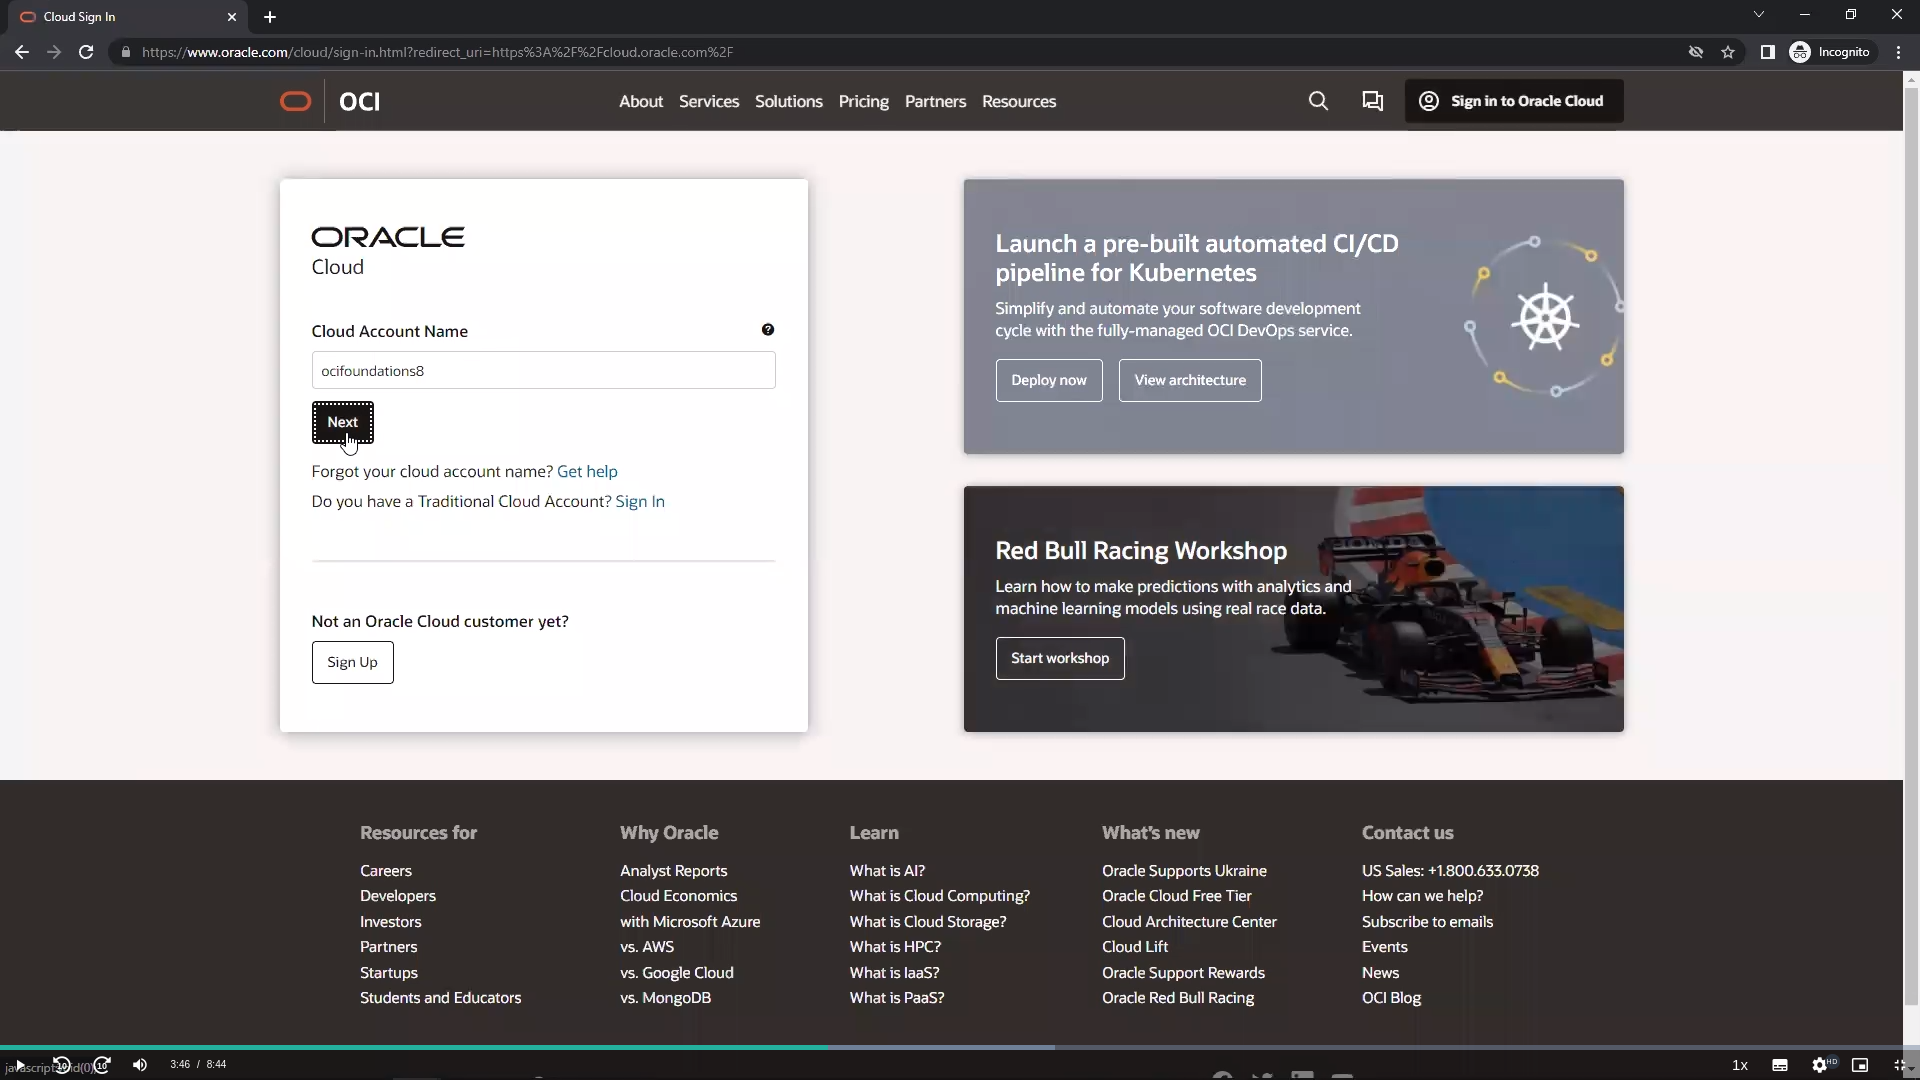 Cloud Sign In
https://www.oracle.com/cloud/sign-in.html?redirect_uri=https%3A%2F%2Fcloud.oracle.com%2F
Incognito
OCI
About Services Solutions Pricing Partners Resources
Sign in to Oracle Cloud
ORACLE
Cloud
Cloud Account Name
?
ocifoundations8
Next
Forgot your cloud account name? Get help
Do you have a Traditional Cloud Account? Sign In
Not an Oracle Cloud customer yet?
Sign Up
Launch a pre-built automated CI/CD
pipeline for Kubernetes
Simplify and automate your software development
cycle with the fully-managed OCI DevOps service.
Deploy now
View architecture
HONDA
Red Bull Racing Workshop
Learn how to make predictions with analytics and
machine learning models using real race data.
Start workshop
Resources for
Careers
Developers
Investors
Partners
Startups
Students and Educators
Why Oracle
Analyst Reports
Cloud Economics
with Microsoft Azure
vs. AWS
vs. Google Cloud
vs. MongoDB
Learn
What is AI?
What is Cloud Computing?
What is Cloud Storage?
What is HPC?
What is IaaS?
What is PaaS?
What's new
Oracle Supports Ukraine
Oracle Cloud Free Tier
Cloud Architecture Center
Cloud Lift
Oracle Support Rewards
Oracle Red Bull Racing
Contact us
US Sales: +1.800.633.0738
How can we help?
Subscribe to emails
Events
News
OCI Blog
10
10
3:46 / 8:44
1x
HD